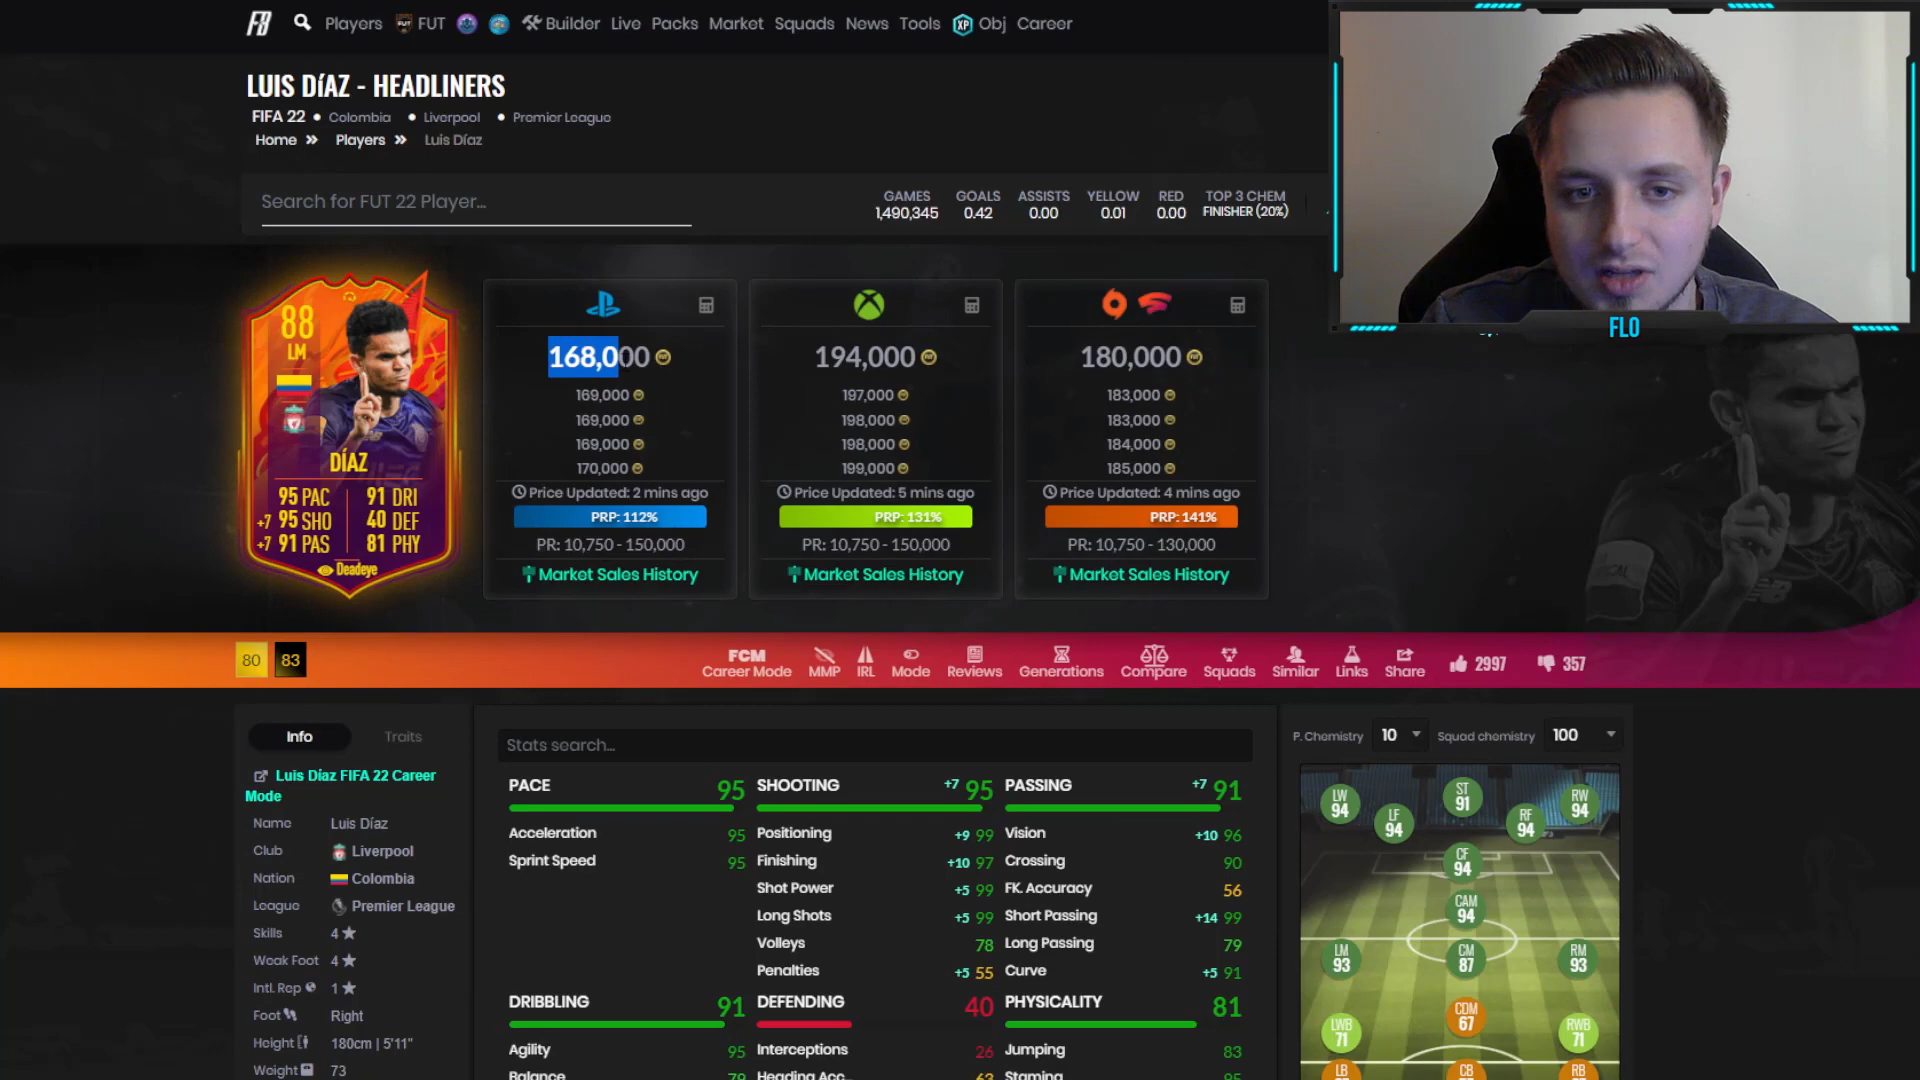 Players FUT Builder Live Packs Market Squads News Tools XP Obj Career
LUIS DíAZ - HEADLINERS
FIFA 22 • Colombia • Liverpool • Premier League
Home » Players » Luis Díaz
Search for FUT 22 Player...
GAMES GOALS ASSISTS YELLOW RED TOP 3 CHEM
1,490,345 0.42 0.00 0.01 0.00 FINISHER (20%)
FLO
88
LM
DÍAZ
95 PAC 91 DRI
+7 95 SHO 40 DEF
+7 91 PAS 81 PHY
Deadeye
168,000
169,000
169,000
169,000
170,000
Price Updated: 2 mins ago
PRP: 112%
PR: 10,750 - 150,000
Market Sales History
194,000
197,000
198,000
198,000
199,000
Price Updated: 5 mins ago
PRP: 131%
PR: 10,750 - 150,000
Market Sales History
180,000
183,000
183,000
184,000
185,000
Price Updated: 4 mins ago
PRP: 141%
PR: 10,750 - 130,000
Market Sales History
80 83
FCM
Career Mode MMP IRL Mode Reviews Generations Compare Squads Similar Links Share 2997 357
Info Traits
Luis Díaz FIFA 22 Career
Mode
Name Luis Díaz
Club Liverpool
Nation Colombia
League Premier League
Skills 4★
Weak Foot 4★
Intl. Rep 1★
Foot Right
Height 180cm | 5'11"
Weight 73
Stats search...
PACE 95
Acceleration 95
Sprint Speed 95
SHOOTING +7 95
Positioning +9 99
Finishing +10 97
Shot Power +5 99
Long Shots +5 99
Volleys 78
Penalties +5 55
PASSING +7 91
Vision +10 96
Crossing 90
FK. Accuracy 56
Short Passing +14 99
Long Passing 79
Curve +5 91
DRIBBLING 91
Agility 95
Balance 79
DEFENDING 40
Interceptions 26
Heading Acc... 63
PHYSICALITY 81
Jumping 83
Stamina 95
P. Chemistry 10 Squad chemistry 100
LW
94
ST
91
RW
94
LF
94
RF
94
CF
94
CAM
94
LM
93
CM
87
RM
93
CDM
67
LWB
71
RWB
71
LB
CB
RB